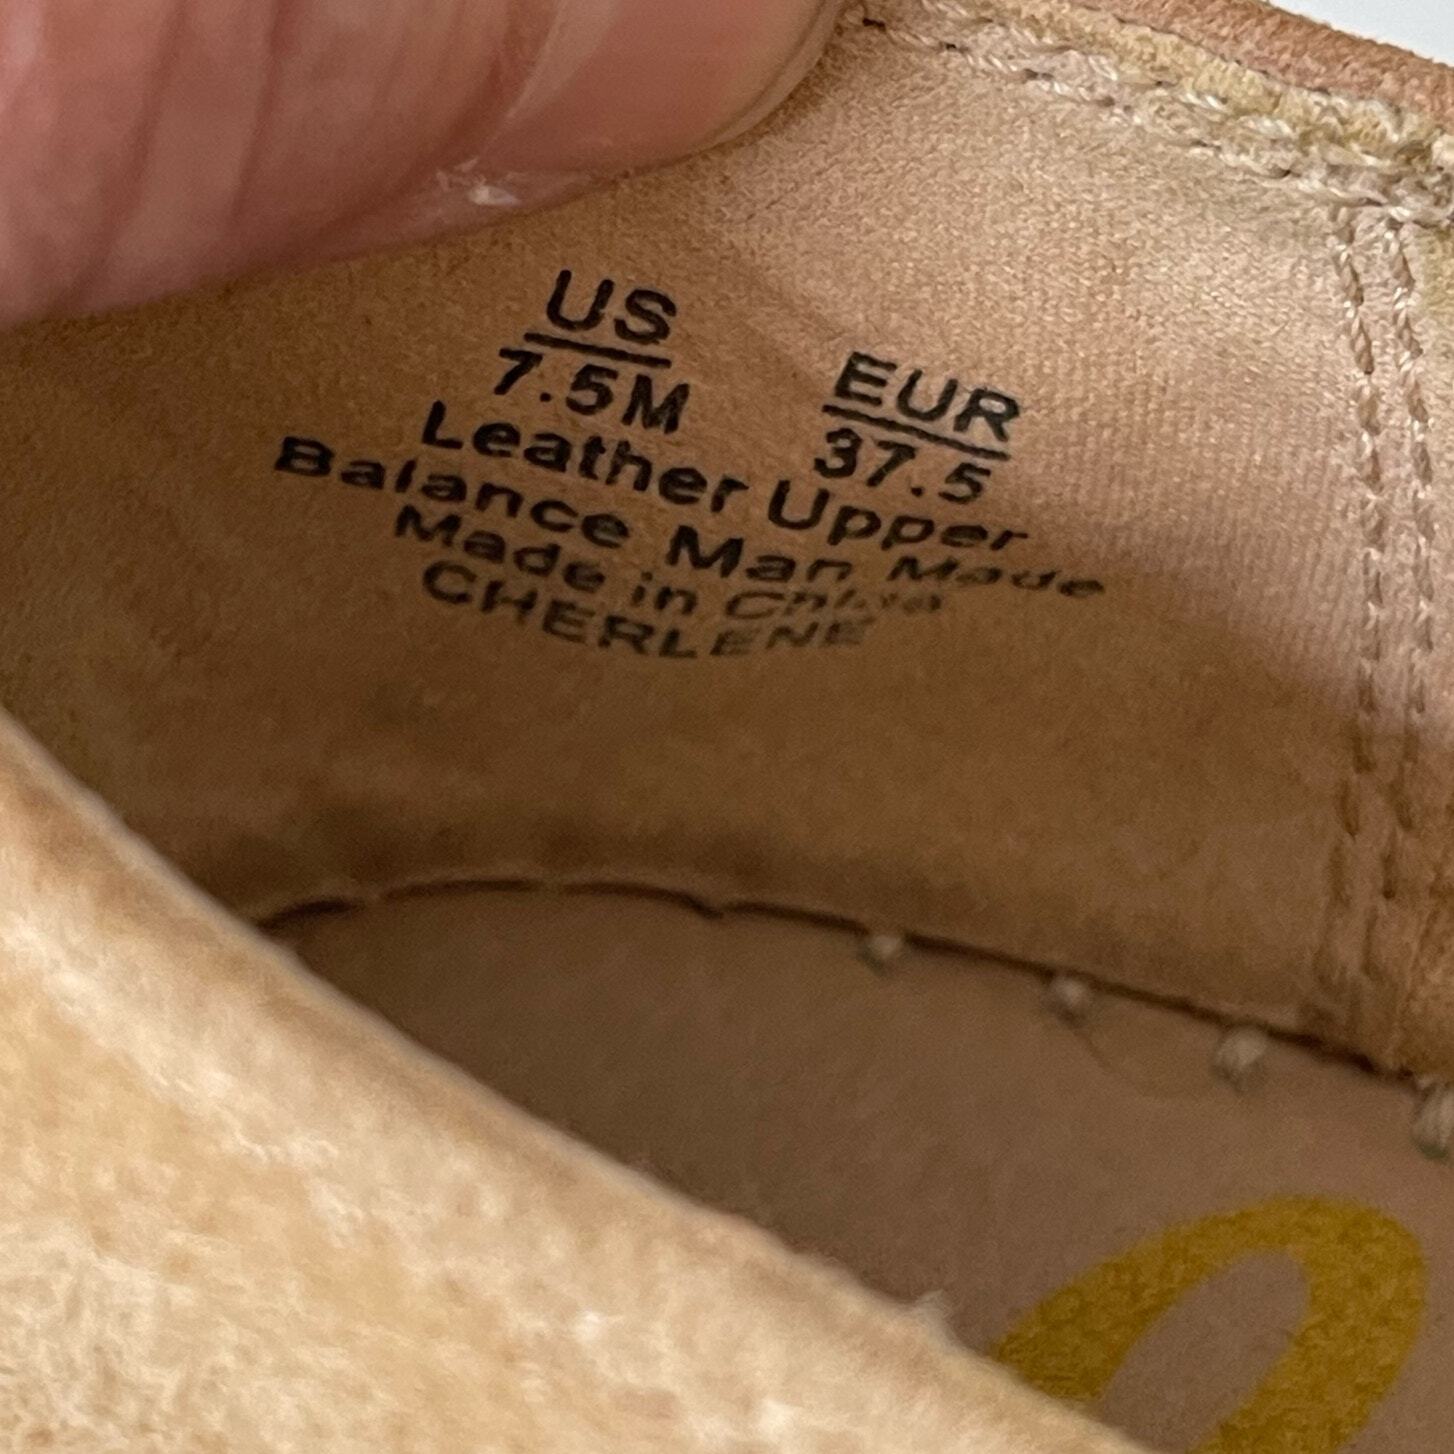 US EUR
7.5M 37.5
Leather Upper
Balance Man Made
Made in China
CHERLENE